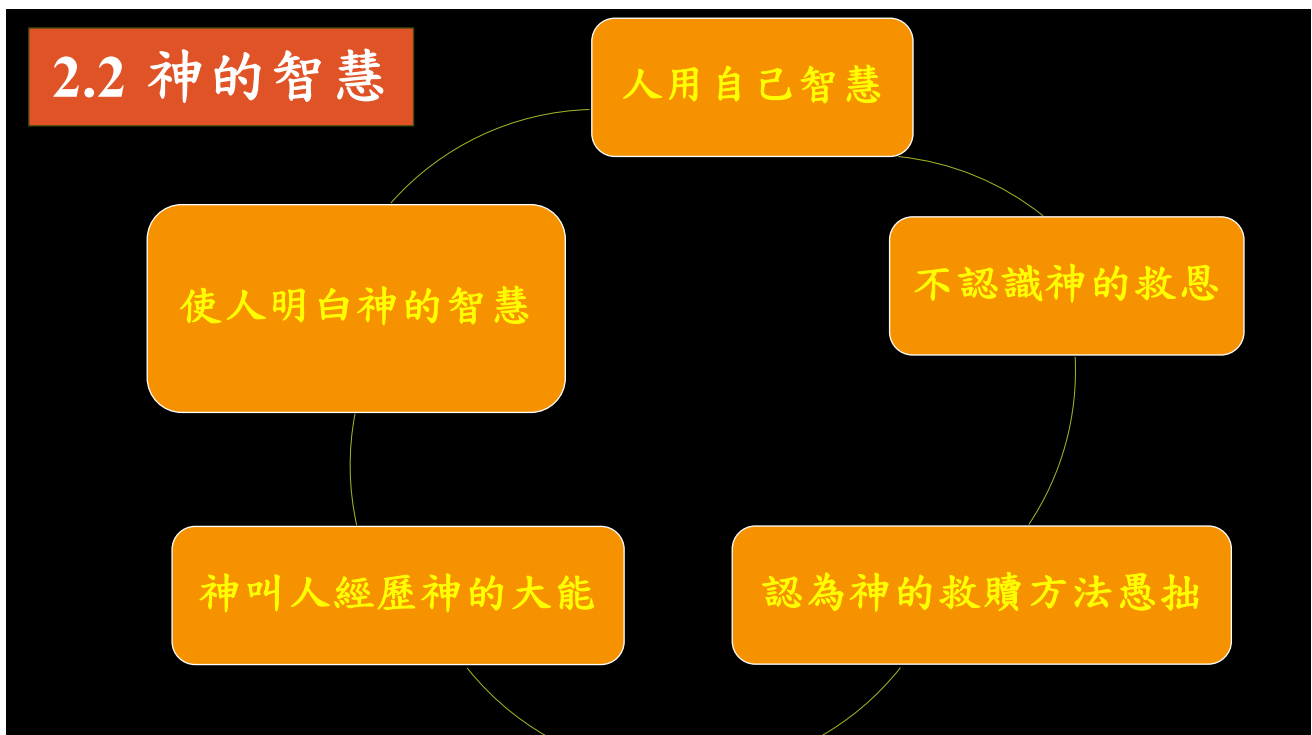 2.2 神的智慧
人用自己智慧
不認識神的救恩
認為神的救贖方法愚拙
神叫人經歷神的大能
使人明白神的智慧